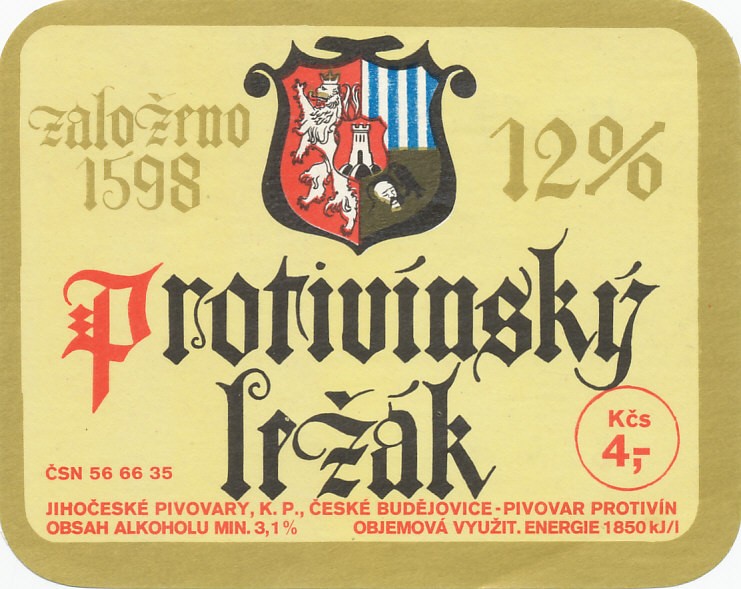 založeno
1598
12%
Protivínský
ležák
Kčs
4,-
ČSN 56 66 35
JIHOČESKÉ PIVOVARY, K. P., ČESKÉ BUDĚJOVICE - PIVOVAR PROTIVÍN
OBSAH ALKOHOLU MIN. 3,1% OBJEMOVÁ VYUŽIT. ENERGIE 1850 kJ/l